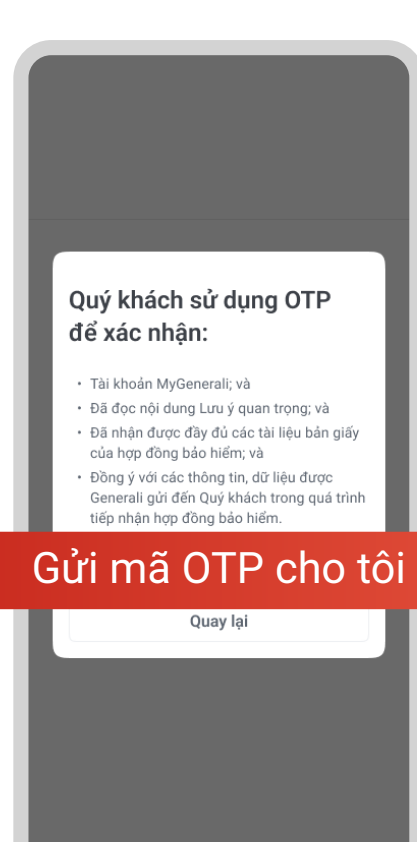 Quý khách sử dụng OTP
để xác nhận:
• Tài khoản MyGenerali; và
• Đã đọc nội dung Lưu ý quan trọng; và
• Đã nhận được đầy đủ các tài liệu bản giấy
của hợp đồng bảo hiểm; và
• Đồng ý với các thông tin, dữ liệu được
Generali gửi đến Quý khách trong quá trình
tiếp nhận hợp đồng bảo hiểm.
Gửi mã OTP cho tôi
Quay lại